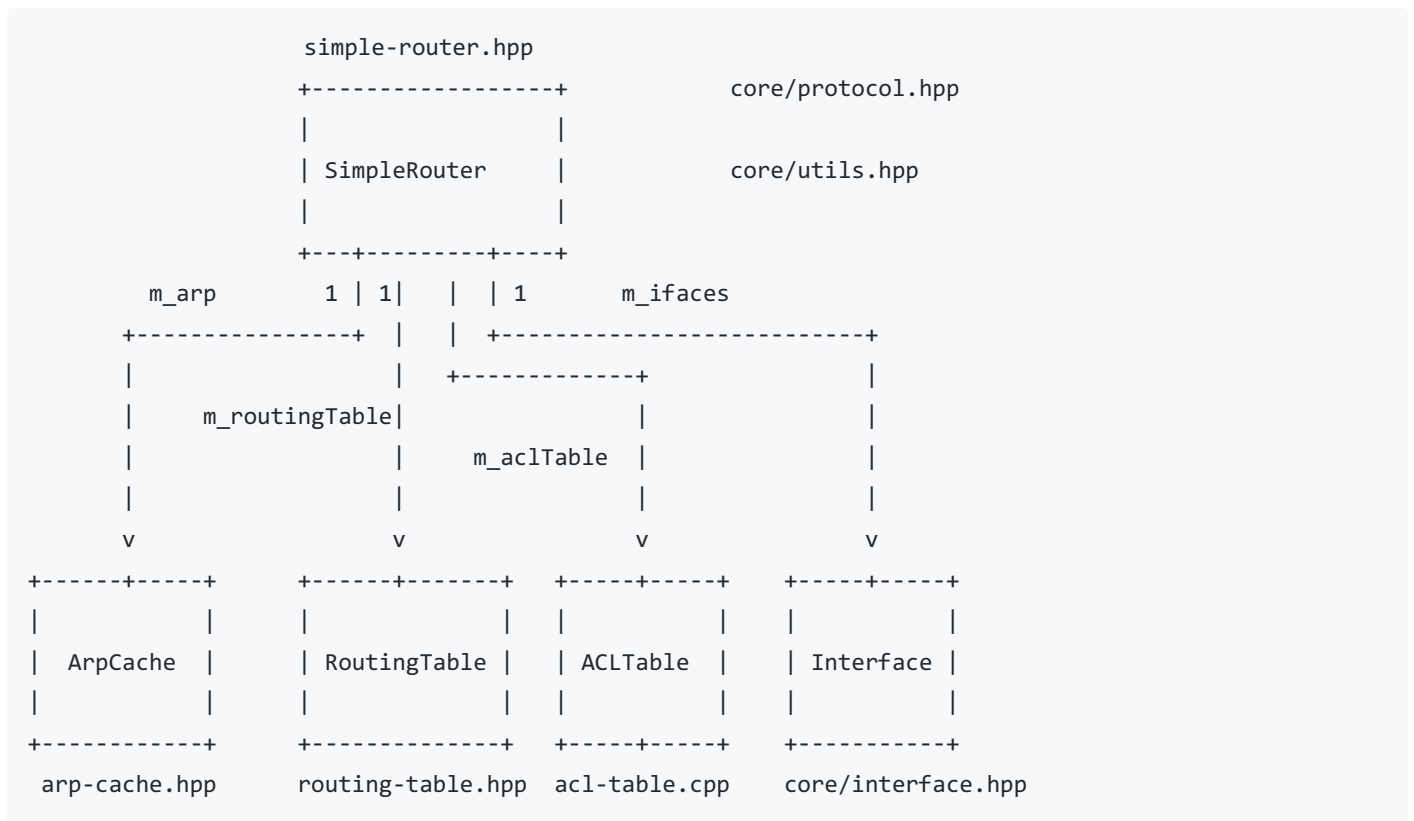 simple-router.hpp
+------------------+ core/protocol.hpp
| |
| SimpleRouter | core/utils.hpp
| |
+---+---------+----+
m_arp 1 | 1| | | 1 m_ifaces
+----------------+ | | +---------------------------+
| | +-------------+ |
| m_routingTable| | |
| | m_aclTable | |
| | | |
v v v v
+------+-----+ +------+-------+ +-----+-----+ +-----+-----+
| | | | | | | |
| ArpCache | | RoutingTable | | ACLTable | | Interface |
| | | | | | | |
+------------+ +--------------+ +-----+-----+ +-----------+
arp-cache.hpp routing-table.hpp acl-table.cpp core/interface.hpp